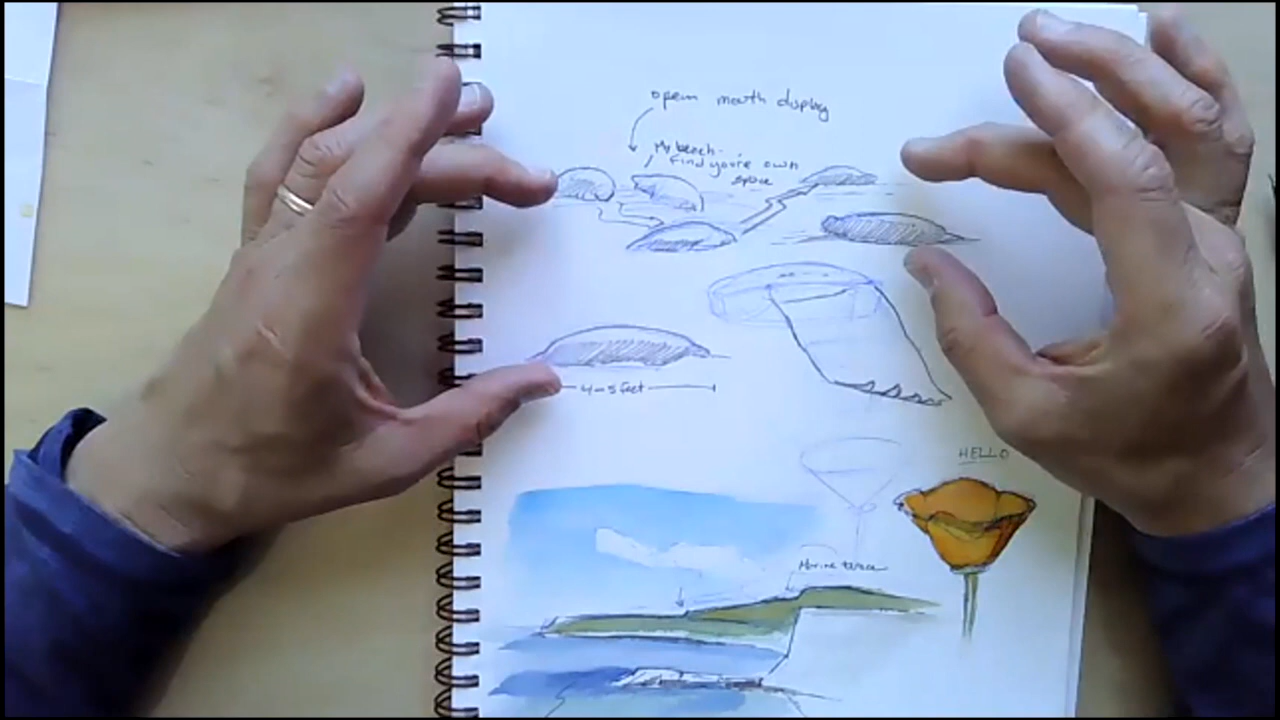 open mouth display
My beach-
find you're own
space
4-5 feet
HELLO
Marine terrace